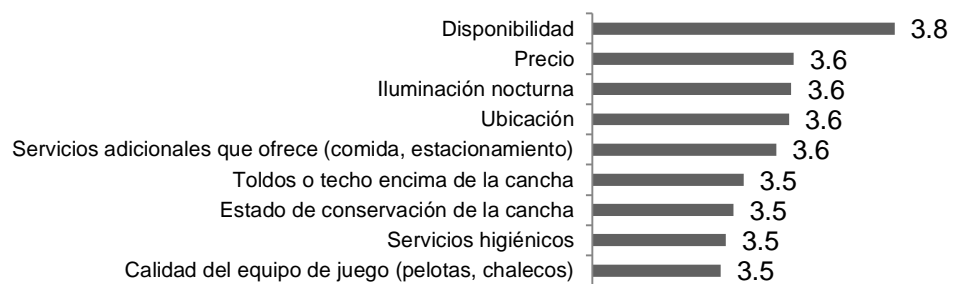 Disponibilidad 3.8
Precio 3.6
Iluminación nocturna 3.6
Ubicación 3.6
Servicios adicionales que ofrece (comida, estacionamiento) 3.6
Toldos o techo encima de la cancha 3.5
Estado de conservación de la cancha 3.5
Servicios higiénicos 3.5
Calidad del equipo de juego (pelotas, chalecos) 3.5